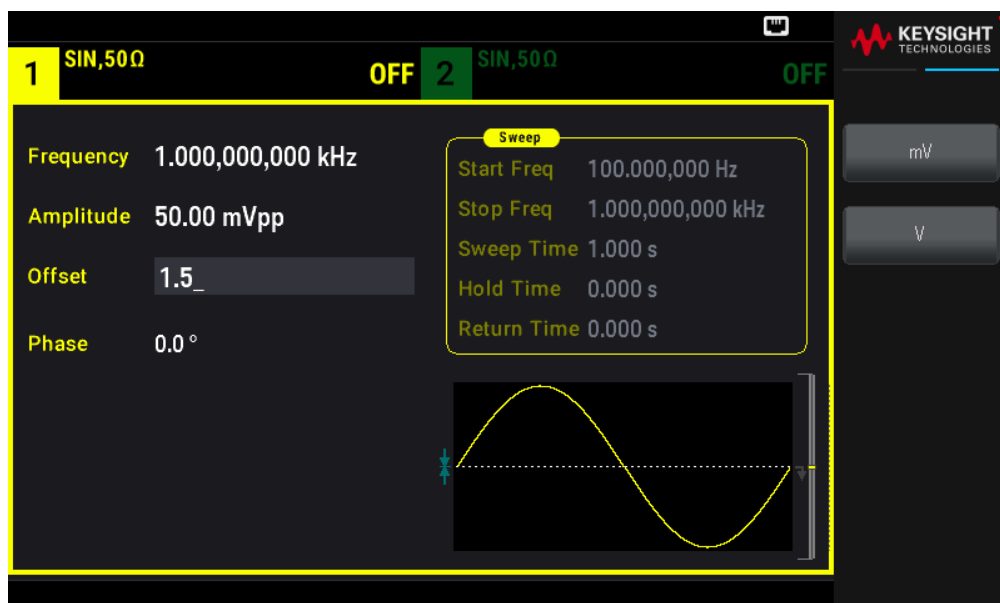 KEYSIGHT
TECHNOLOGIES
1 SIN,50Ω OFF 2 SIN,50Ω OFF
Frequency 1.000,000,000 kHz
Amplitude 50.00 mVpp
Offset 1.5_
Phase 0.0 °
Sweep
Start Freq 100.000,000 Hz
Stop Freq 1.000,000,000 kHz
Sweep Time 1.000 s
Hold Time 0.000 s
Return Time 0.000 s
mV
V